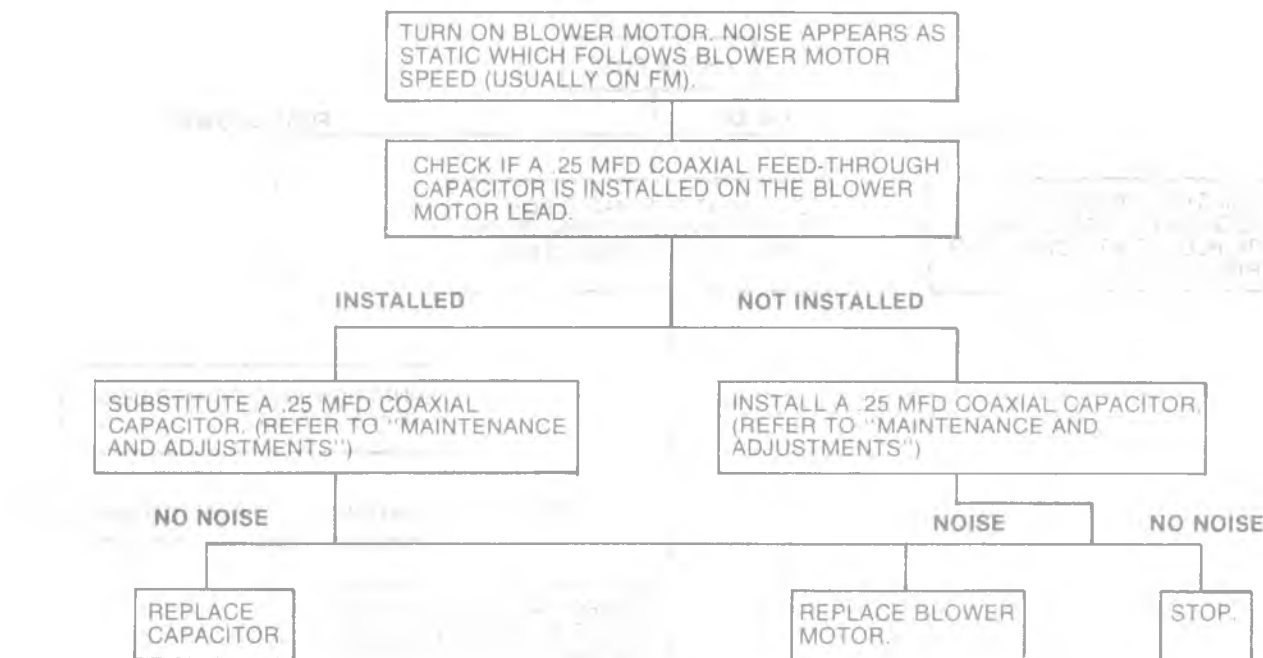 TURN ON BLOWER MOTOR. NOISE APPEARS AS
STATIC WHICH FOLLOWS BLOWER MOTOR
SPEED (USUALLY ON FM).
CHECK IF A .25 MFD COAXIAL FEED-THROUGH
CAPACITOR IS INSTALLED ON THE BLOWER
MOTOR LEAD.
INSTALLED
NOT INSTALLED
SUBSTITUTE A .25 MFD COAXIAL
CAPACITOR. (REFER TO "MAINTENANCE
AND ADJUSTMENTS")
INSTALL A .25 MFD COAXIAL CAPACITOR.
(REFER TO "MAINTENANCE AND
ADJUSTMENTS")
NO NOISE
NOISE
NO NOISE
REPLACE
CAPACITOR.
REPLACE BLOWER
MOTOR.
STOP.